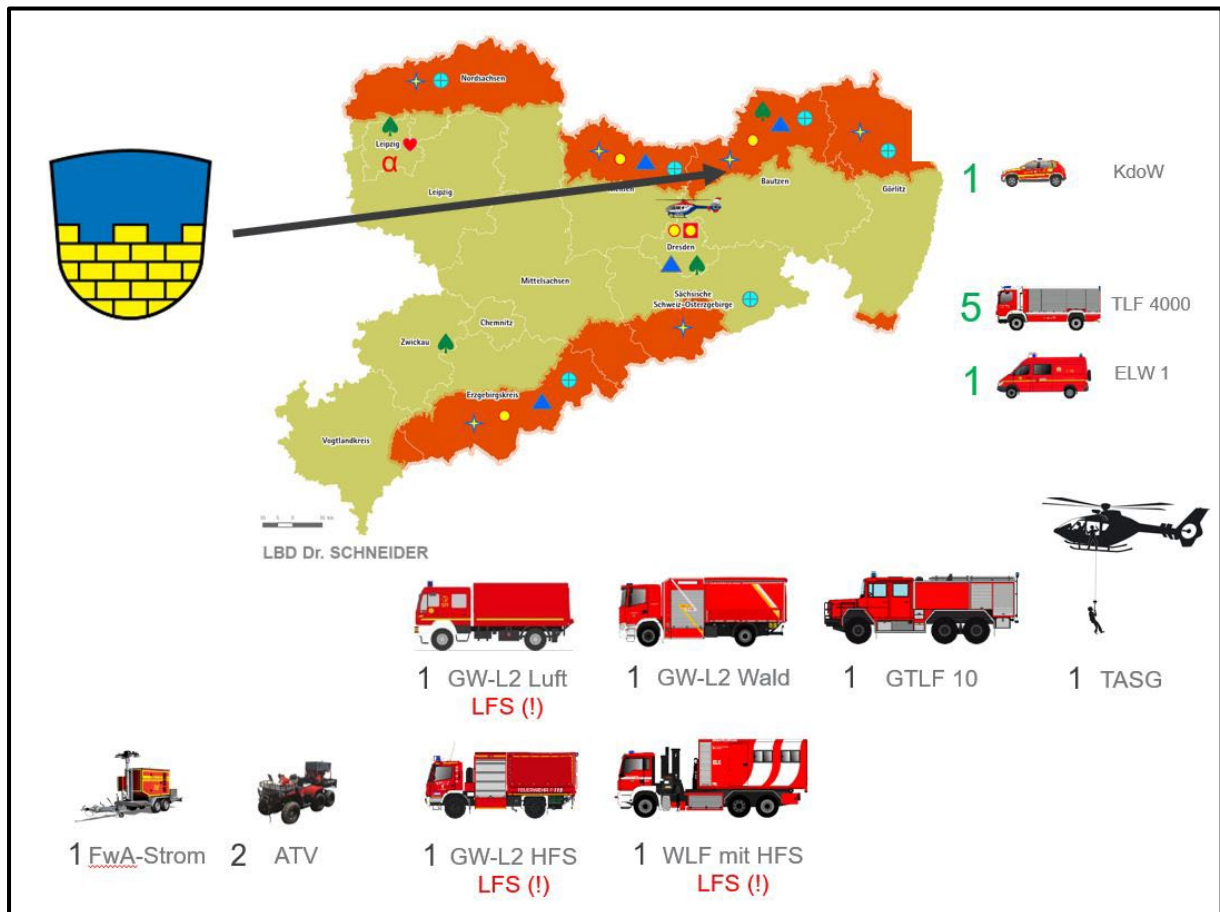 Nordsachsen
Leipzig
α
Leipzig
Bautzen
Görlitz
Dresden
Mittelsachsen
Sächsische
Schweiz-Osterzgebirge
Chemnitz
Zwickau
Erzgebirgskreis
Vogtlandkreis
LBD Dr. SCHNEIDER
1 KdoW
5 TLF 4000
1 ELW 1
1 GW-L2 Luft
LFS (!)
1 GW-L2 Wald
1 GTLF 10
1 TASG
1 FwA-Strom
2 ATV
1 GW-L2 HFS
LFS (!)
1 WLF mit HFS
LFS (!)